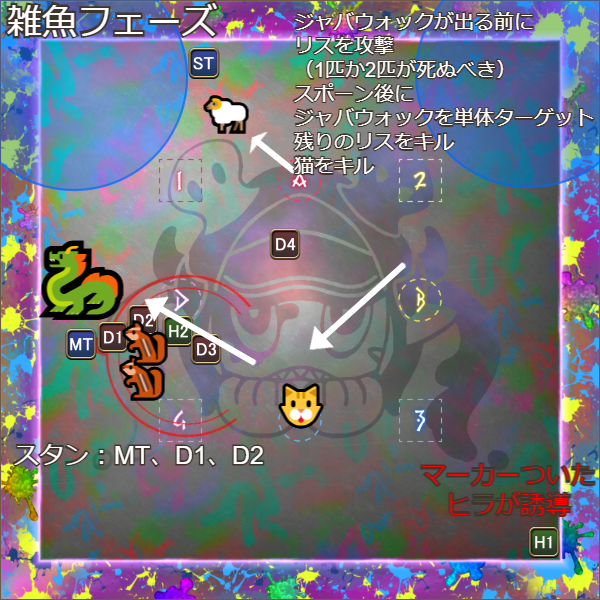 雑魚フェーズ
ジャバウォックが出る前に
リスを攻撃
（1匹か2匹が死ぬべき）
スポーン後に
ジャバウォックを単体ターゲット
残りのリスをキル
猫をキル
ST
1
A
2
D4
D
B
D2
H2
MT
D1
D3
4
3
スタン：MT、D1、D2
マーカーついた
ヒラが誘導
H1